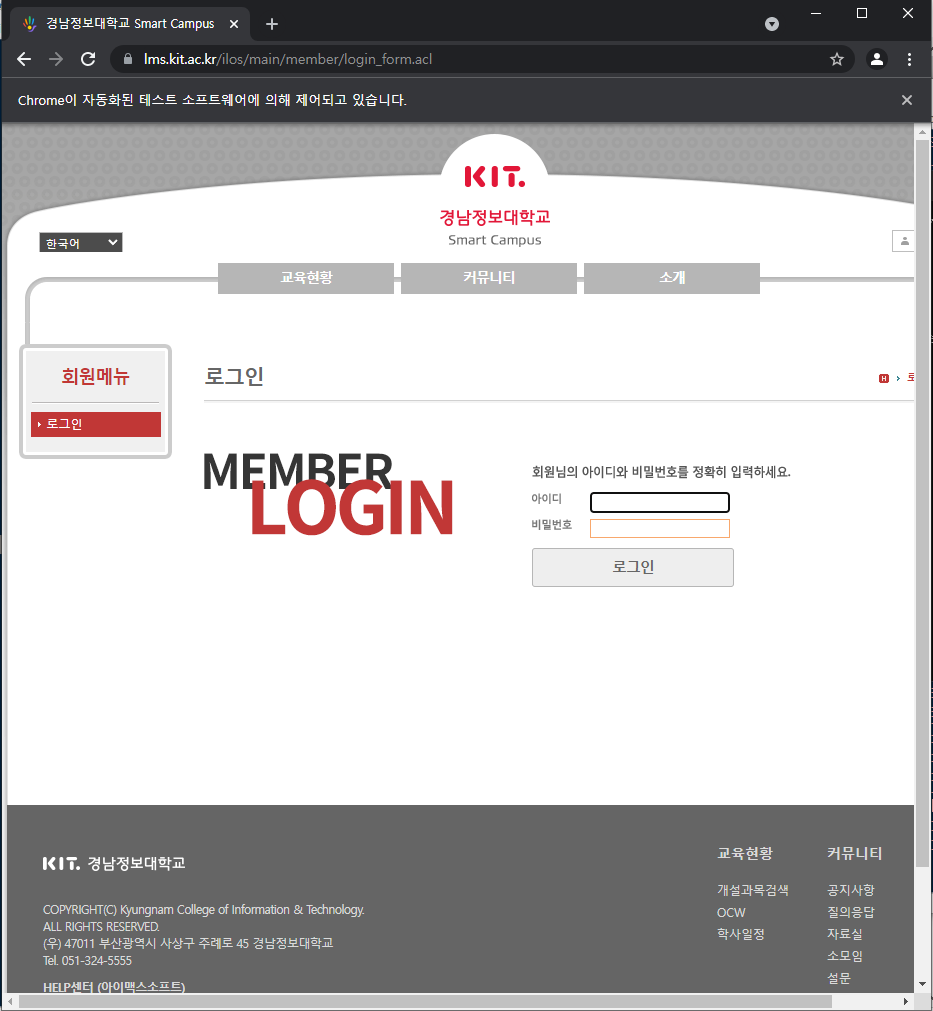 경남정보대학교 Smart Campus
lms.kit.ac.kr/ilos/main/member/login_form.acl
Chrome이 자동화된 테스트 소프트웨어에 의해 제어되고 있습니다.
KIT.
경남정보대학교
Smart Campus
한국어
교육현황 커뮤니티 소개
회원메뉴
로그인
로그인
H › 로
MEMBER
LOGIN
회원님의 아이디와 비밀번호를 정확히 입력하세요.
아이디
비밀번호
로그인
KIT. 경남정보대학교
COPYRIGHT(C) Kyungnam College of Information & Technology.
ALL RIGHTS RESERVED.
(우) 47011 부산광역시 사상구 주례로 45 경남정보대학교
Tel. 051-324-5555
HELP센터 (아이맥스소프트)
교육현황
개설과목검색
OCW
학사일정
커뮤니티
공지사항
질의응답
자료실
소모임
설문